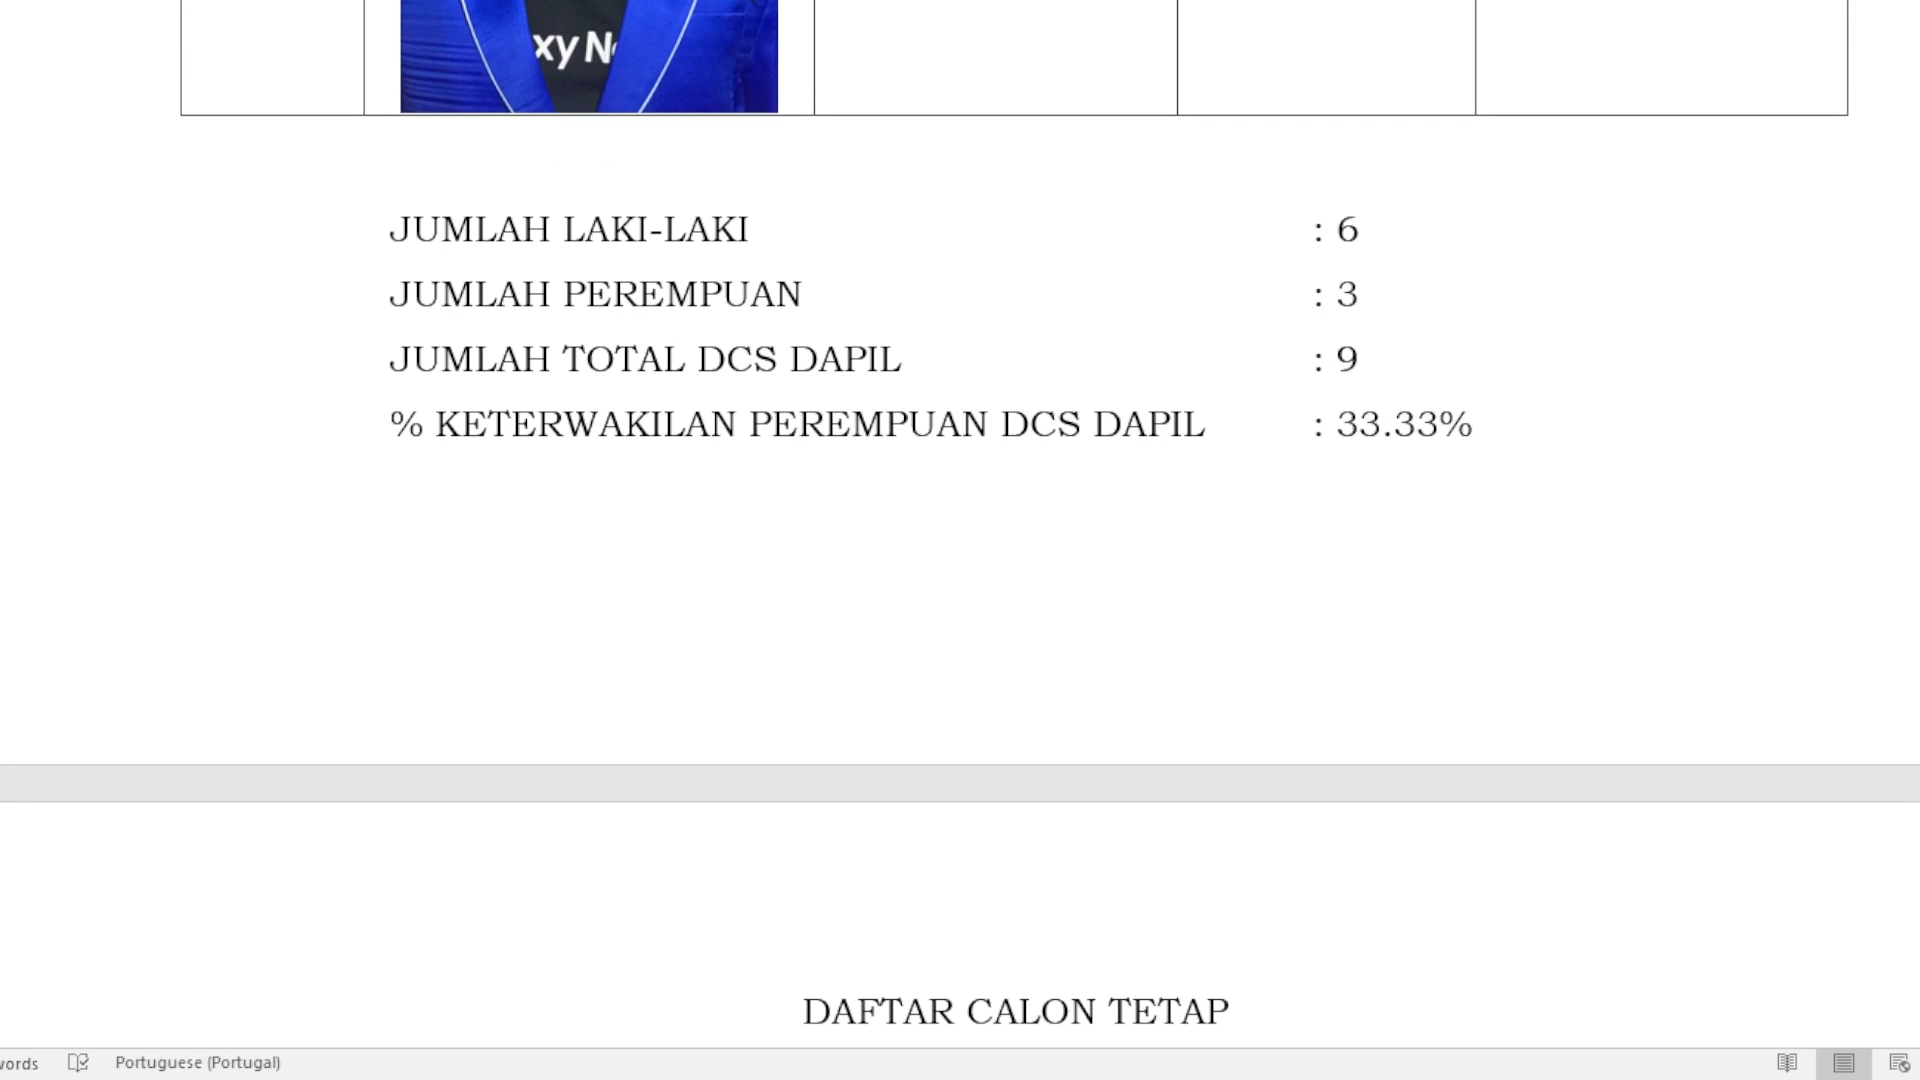 xy N
JUMLAH LAKI-LAKI : 6
JUMLAH PEREMPUAN : 3
JUMLAH TOTAL DCS DAPIL : 9
% KETERWAKILAN PEREMPUAN DCS DAPIL : 33.33%
DAFTAR CALON TETAP
words Portuguese (Portugal)